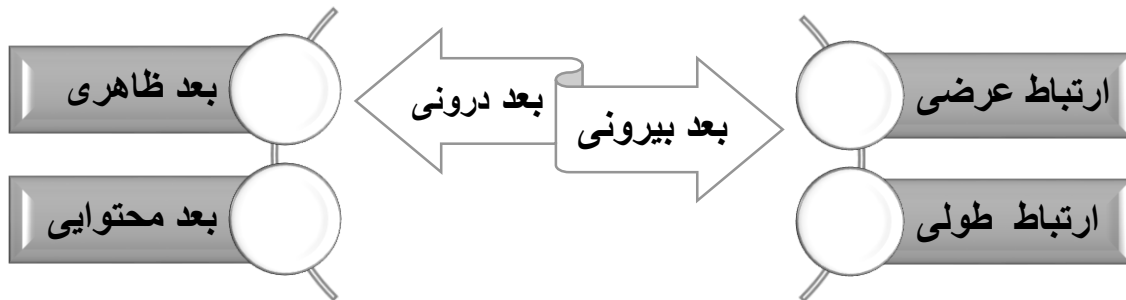 ارتباط عرضی
ارتباط طولی
بعد بیرونی
بعد درونی
بعد ظاهری
بعد محتوایی